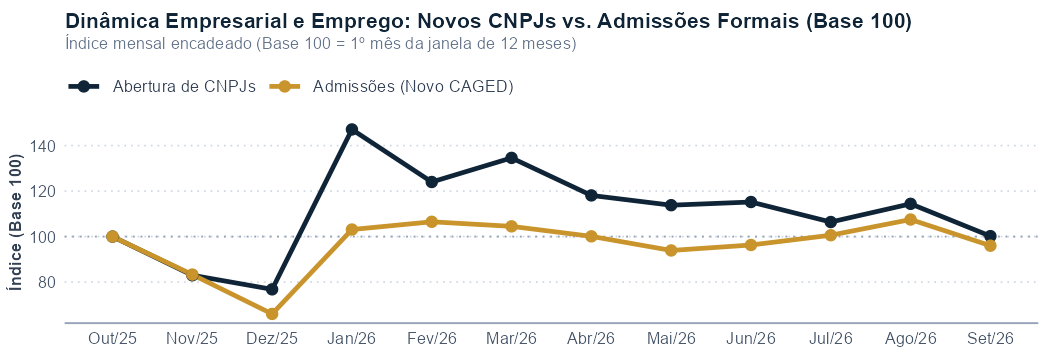 Dinâmica Empresarial e Emprego: Novos CNPJs vs. Admissões Formais (Base 100)
Índice mensal encadeado (Base 100 = 1º mês da janela de 12 meses)
Abertura de CNPJs Admissões (Novo CAGED)
Índice (Base 100)
140
120
100
80
Out/25 Nov/25 Dez/25 Jan/26 Fev/26 Mar/26 Abr/26 Mai/26 Jun/26 Jul/26 Ago/26 Set/26